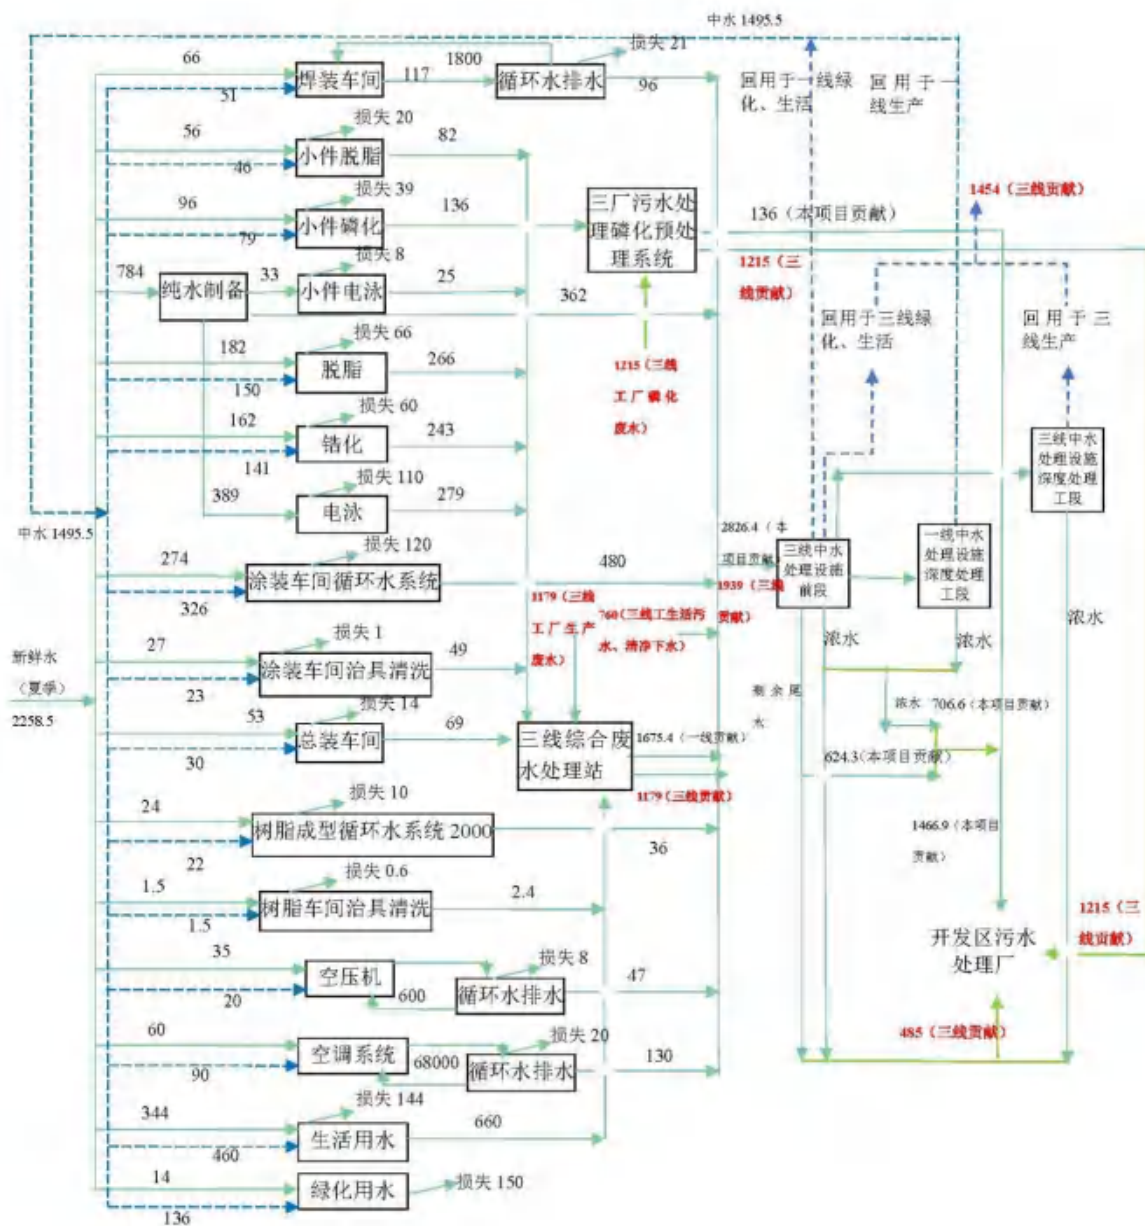 中水 1495.5
66
51
焊装车间
117
1800
循环水排水
损失 21
96
回用于一线绿
化、生活
回 用 于 一
线生产
56
46
损失 20
小件脱脂
82
96
79
损失 39
小件磷化
136
三厂污水处
理磷化预处
理系统
136（本项目贡献）
1454（三线贡献）
1215（三
线贡献）
784
纯水制备
33
损失 8
小件电泳
25
362
回用于三线绿
化、生活
回 用 于 三
线生产
182
150
损失 66
脱脂
266
1215（三线
工 厂 磷 化
废水）
162
141
损失 60
锆化
243
389
损失 110
电泳
279
三线中水
处理设施
深度处理
工段
中水 1495.5
274
326
损失 120
涂装车间循环水系统
480
2826.4（本
项目贡献）
1939（三线
贡献）
三线中水
处理设施
前段
一线中水
处理设施
深度处理
工段
1179（三线
工 厂 生 产
废水）
760（三线工生活污
水、清净下水）
浓水
浓水
浓水
新鲜水
（夏季）
2258.5
27
23
损失 1
涂装车间治具清洗
49
剩 余 尾
水
浓水
706.6（本项目贡献）
53
30
损失 14
总装车间
69
三线综合废
水处理站
1675.4（一线贡献）
1179（三线贡献）
624.3（本项目贡献）
24
22
损失 10
树脂成型循环水系统 2000
36
1466.9（本项目
贡献）
1.5
1.5
损失 0.6
树脂车间治具清洗
2.4
开发区污水
处理厂
1215（三
线贡献）
35
20
空压机
600
损失 8
循环水排水
47
485（三线贡献）
60
90
空调系统
68000
损失 20
循环水排水
130
344
460
损失 144
生活用水
660
14
136
绿化用水
损失 150